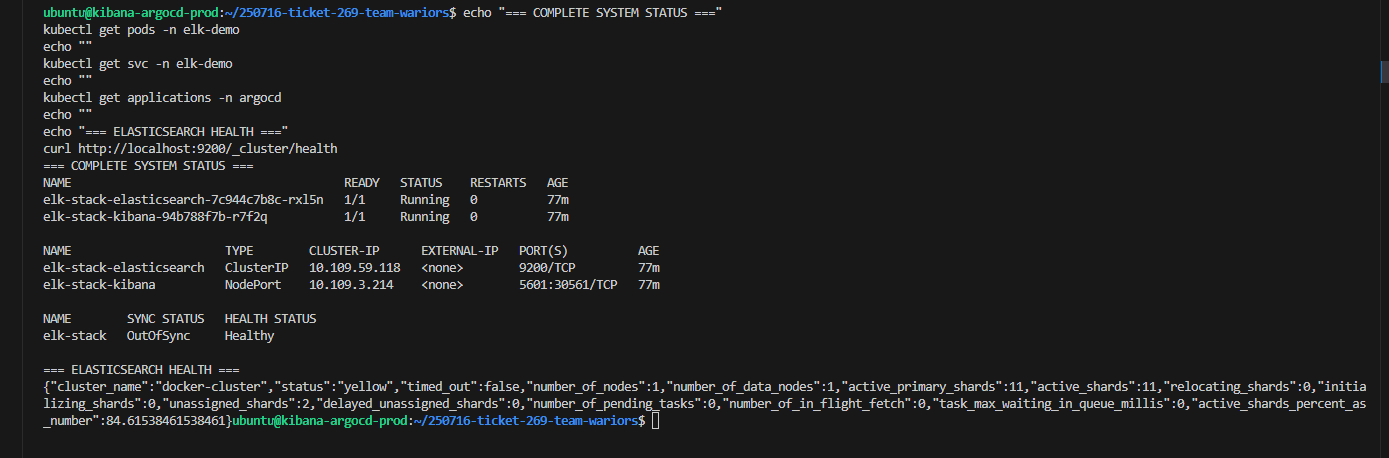 ubuntu@kibana-argocd-prod:~/250716-ticket-269-team-wariors$ echo "=== COMPLETE SYSTEM STATUS ==="
kubectl get pods -n elk-demo
echo ""
kubectl get svc -n elk-demo
echo ""
kubectl get applications -n argocd
echo ""
echo "=== ELASTICSEARCH HEALTH ==="
curl http://localhost:9200/_cluster/health
=== COMPLETE SYSTEM STATUS ===
NAME                                       READY   STATUS    RESTARTS   AGE
elk-stack-elasticsearch-7c944c7b8c-rxl5n   1/1     Running   0          77m
elk-stack-kibana-94b788f7b-r7f2q           1/1     Running   0          77m

NAME                      TYPE        CLUSTER-IP      EXTERNAL-IP   PORT(S)          AGE
elk-stack-elasticsearch   ClusterIP   10.109.59.118   <none>        9200/TCP         77m
elk-stack-kibana          NodePort    10.109.3.214    <none>        5601:30561/TCP   77m

NAME        SYNC STATUS   HEALTH STATUS
elk-stack   OutOfSync     Healthy

=== ELASTICSEARCH HEALTH ===
{"cluster_name":"docker-cluster","status":"yellow","timed_out":false,"number_of_nodes":1,"number_of_data_nodes":1,"active_primary_shards":11,"active_shards":11,"relocating_shards":0,"initia
lizing_shards":0,"unassigned_shards":2,"delayed_unassigned_shards":0,"number_of_pending_tasks":0,"number_of_in_flight_fetch":0,"task_max_waiting_in_queue_millis":0,"active_shards_percent_as
_number":84.61538461538461}ubuntu@kibana-argocd-prod:~/250716-ticket-269-team-wariors$